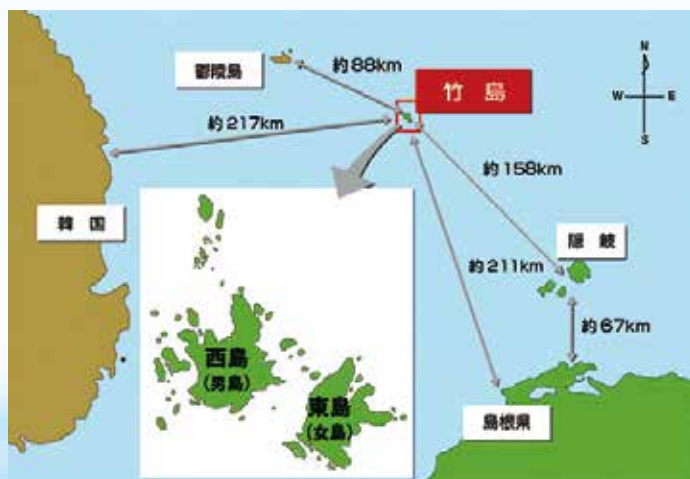 鬱陵島
約88km
竹島
N
W E
S
約217km
約158km
韓国
隠岐
約211km
約67km
西島
(男島)
東島
(女島)
島根県